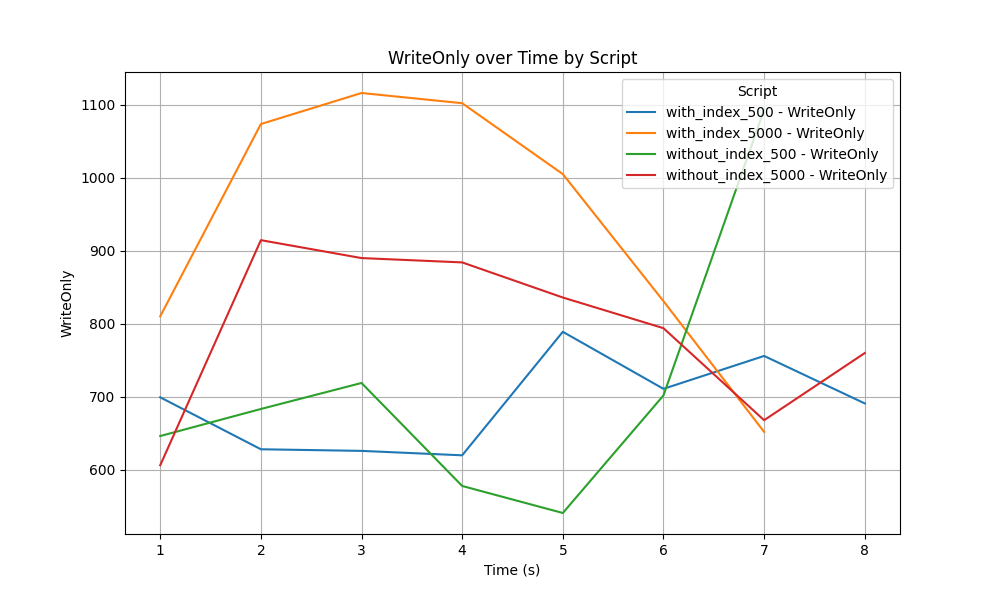 WriteOnly over Time by Script
Script
with_index_500 - WriteOnly
with_index_5000 - WriteOnly
without_index_500 - WriteOnly
without_index_5000 - WriteOnly
1100
1000
900
800
700
600
WriteOnly
1 2 3 4 5 6 7 8
Time (s)